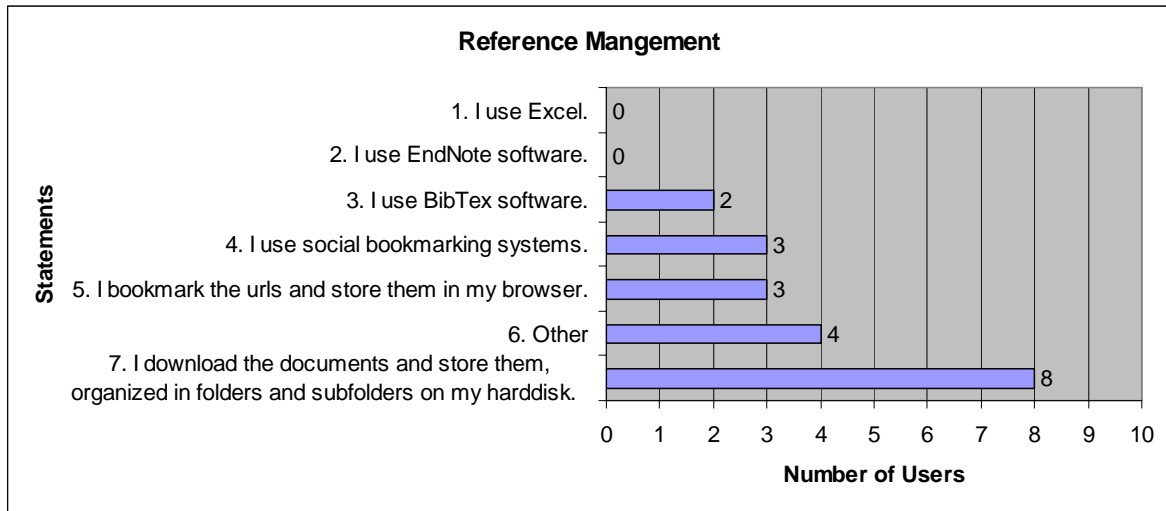 Reference Mangement
Statements
1. I use Excel.
0
2. I use EndNote software.
0
3. I use BibTex software.
2
4. I use social bookmarking systems.
3
5. I bookmark the urls and store them in my browser.
3
6. Other
4
7. I download the documents and store them,
organized in folders and subfolders on my harddisk.
8
0 1 2 3 4 5 6 7 8 9 10
Number of Users